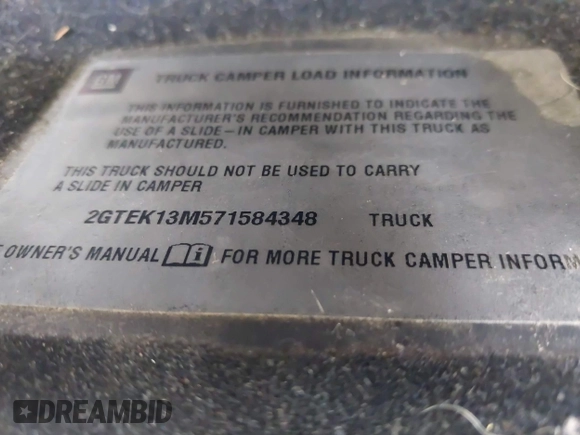 GM TRUCK CAMPER LOAD INFORMATION
THIS INFORMATION IS FURNISHED TO INDICATE THE
MANUFACTURER'S RECOMMENDATION REGARDING THE
USE OF A SLIDE-IN CAMPER WITH THIS TRUCK AS
MANUFACTURED.
THIS TRUCK SHOULD NOT BE USED TO CARRY
A SLIDE IN CAMPER
2GTEK13M571584348 TRUCK
OWNER'S MANUAL FOR MORE TRUCK CAMPER INFORM
DREAMBID